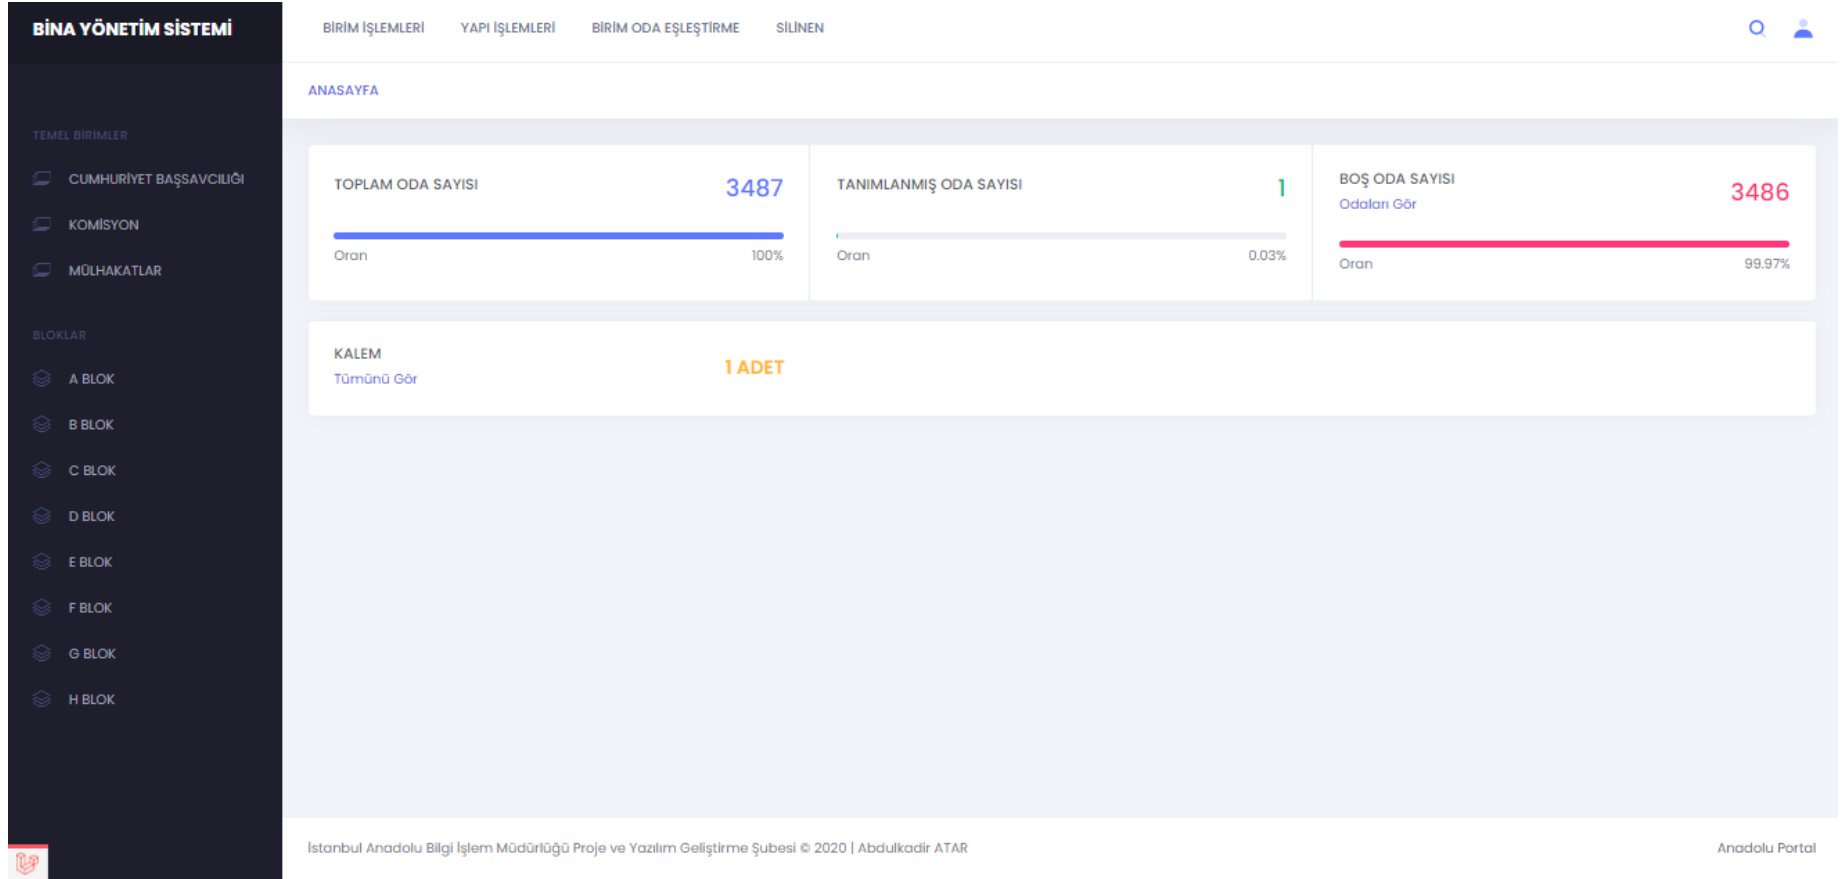 BİNA YÖNETİM SİSTEMİ
BİRİM İŞLEMLERİ
YAPI İŞLEMLERİ
BİRİM ODA EŞLEŞTİRME
SİLİNEN
ANASAYFA
TEMEL BİRİMLER
CUMHURİYET BAŞSAVCILIĞI
KOMİSYON
MÜLHAKATLAR
BLOKLAR
A BLOK
B BLOK
C BLOK
D BLOK
E BLOK
F BLOK
G BLOK
H BLOK
TOPLAM ODA SAYISI
3487
Oran
100%
TANIMLANMIŞ ODA SAYISI
1
Oran
0.03%
BOŞ ODA SAYISI
Odaları Gör
3486
Oran
99.97%
KALEM
Tümünü Gör
1 ADET
İstanbul Anadolu Bilgi İşlem Müdürlüğü Proje ve Yazılım Geliştirme Şubesi © 2020 | Abdulkadir ATAR
Anadolu Portal